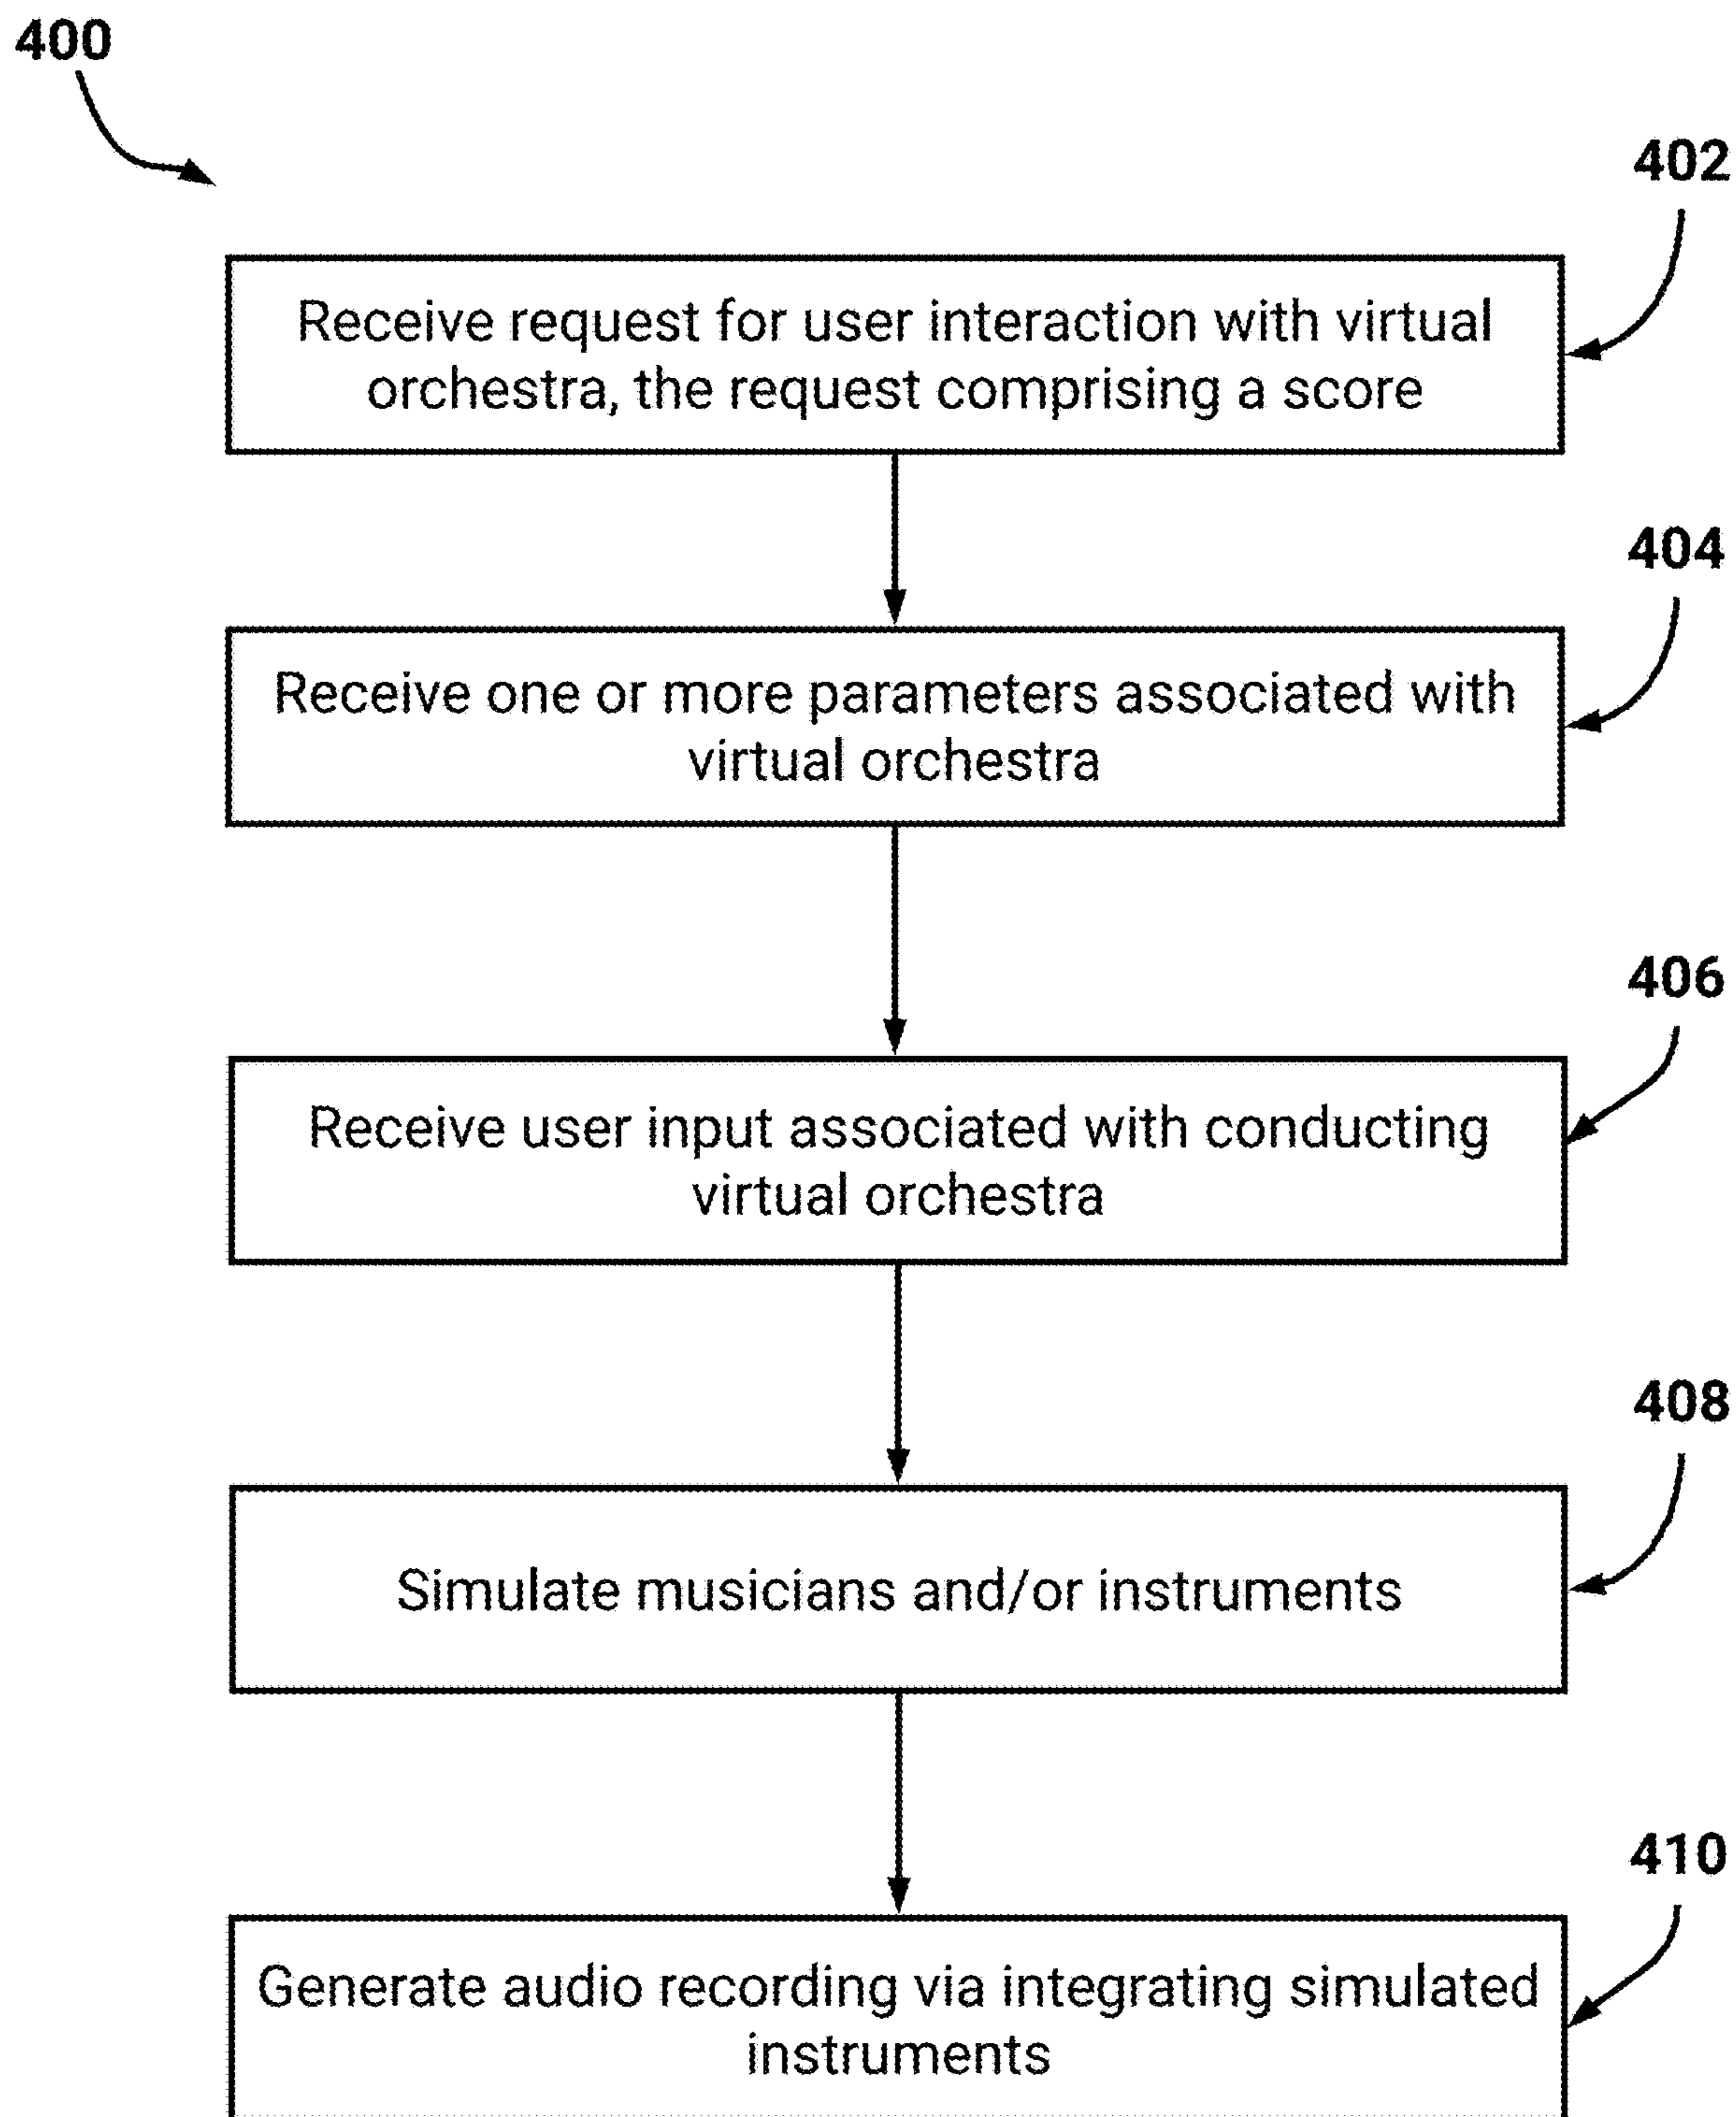 400
402
Receive request for user interaction with virtual
orchestra, the request comprising a score
404
Receive one or more parameters associated with
virtual orchestra
406
Receive user input associated with conducting
virtual orchestra
408
Simulate musicians and/or instruments
410
Generate audio recording via integrating simulated
instruments